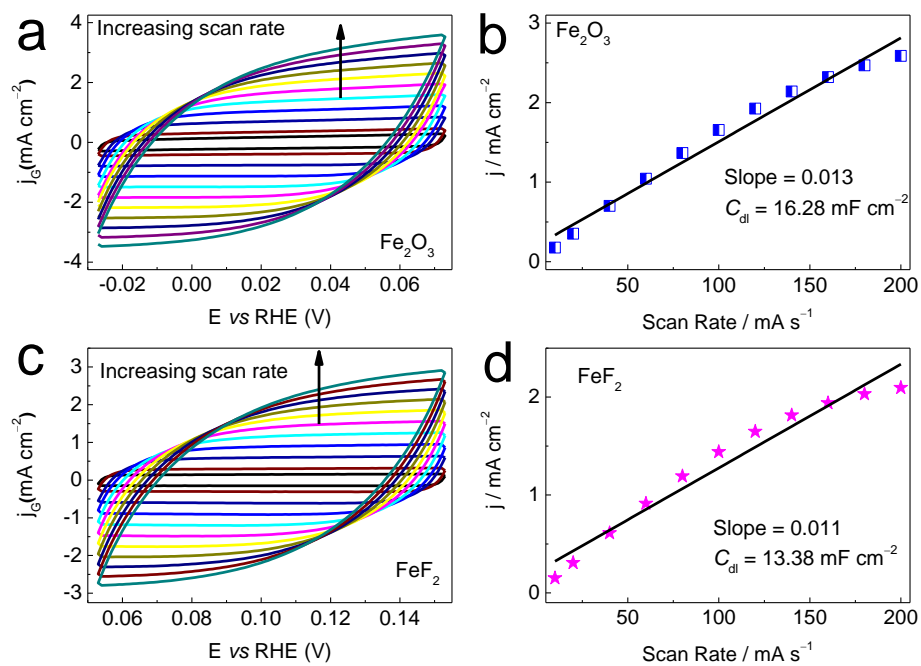 a
Increasing scan rate
4
2
0
-2
-4
j_G(mA cm⁻²)
Fe₂O₃
-0.02 0.00 0.02 0.04 0.06
E vs RHE (V)
b
Fe₂O₃
3
2
1
0
j / mA cm⁻²
Slope = 0.013
C_dl = 16.28 mF cm⁻²
50 100 150 200
Scan Rate / mA s⁻¹
c
Increasing scan rate
3
2
1
0
-1
-2
-3
j_G(mA cm⁻²)
FeF₂
0.06 0.08 0.10 0.12 0.14
E vs RHE (V)
d
FeF₂
2
1
0
j / mA cm⁻²
Slope = 0.011
C_dl = 13.38 mF cm⁻²
50 100 150 200
Scan Rate / mA s⁻¹